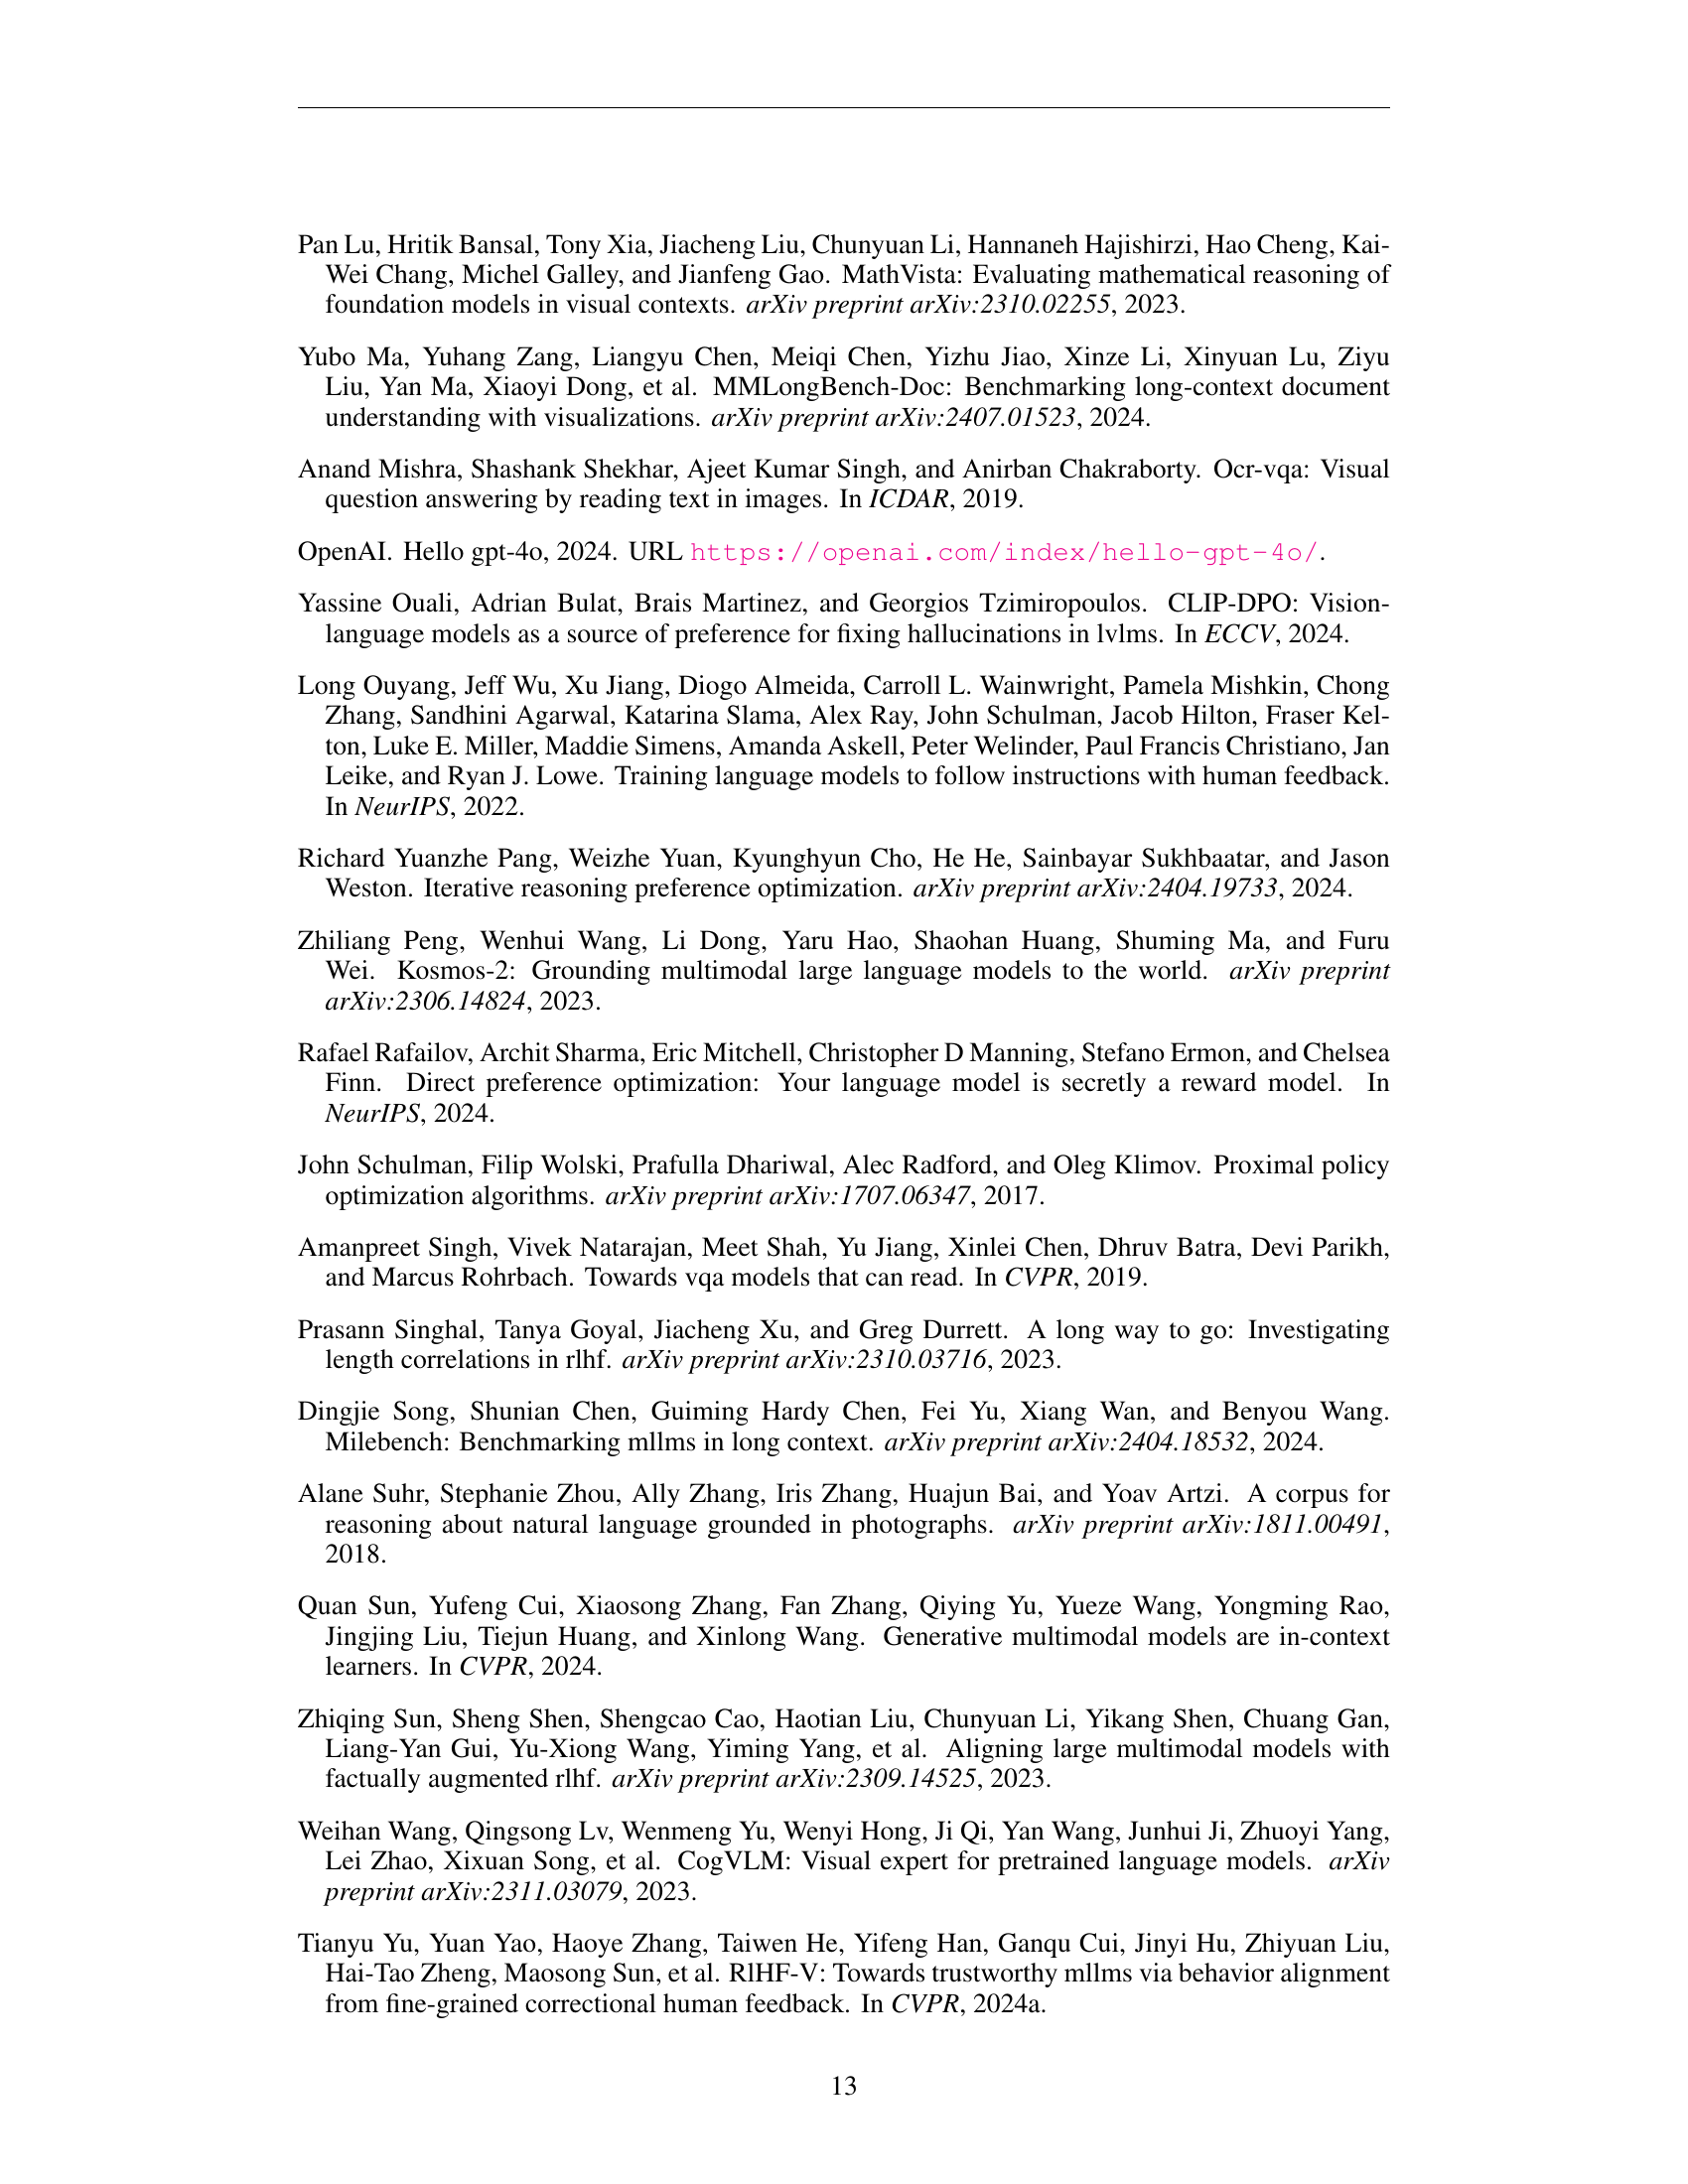 Pan Lu, Hritik Bansal, Tony Xia, Jiacheng Liu, Chunyuan Li, Hannaneh Hajishirzi, Hao Cheng, Kai-
Wei Chang, Michel Galley, and Jianfeng Gao. MathVista: Evaluating mathematical reasoning of
foundation models in visual contexts. arXiv preprint arXiv:2310.02255, 2023.
Yubo Ma, Yuhang Zang, Liangyu Chen, Meiqi Chen, Yizhu Jiao, Xinze Li, Xinyuan Lu, Ziyu
Liu, Yan Ma, Xiaoyi Dong, et al. MMLongBench-Doc: Benchmarking long-context document
understanding with visualizations. arXiv preprint arXiv:2407.01523, 2024.
Anand Mishra, Shashank Shekhar, Ajeet Kumar Singh, and Anirban Chakraborty. Ocr-vqa: Visual
question answering by reading text in images. In ICDAR, 2019.
OpenAI. Hello gpt-4o, 2024. URL https://openai.com/index/hello-gpt-4o/.
Yassine Ouali, Adrian Bulat, Brais Martinez, and Georgios Tzimiropoulos. CLIP-DPO: Vision-
language models as a source of preference for fixing hallucinations in lvlms. In ECCV, 2024.
Long Ouyang, Jeff Wu, Xu Jiang, Diogo Almeida, Carroll L. Wainwright, Pamela Mishkin, Chong
Zhang, Sandhini Agarwal, Katarina Slama, Alex Ray, John Schulman, Jacob Hilton, Fraser Kel-
ton, Luke E. Miller, Maddie Simens, Amanda Askell, Peter Welinder, Paul Francis Christiano, Jan
Leike, and Ryan J. Lowe. Training language models to follow instructions with human feedback.
In NeurIPS, 2022.
Richard Yuanzhe Pang, Weizhe Yuan, Kyunghyun Cho, He He, Sainbayar Sukhbaatar, and Jason
Weston. Iterative reasoning preference optimization. arXiv preprint arXiv:2404.19733, 2024.
Zhiliang Peng, Wenhui Wang, Li Dong, Yaru Hao, Shaohan Huang, Shuming Ma, and Furu
Wei. Kosmos-2: Grounding multimodal large language models to the world. arXiv preprint
arXiv:2306.14824, 2023.
Rafael Rafailov, Archit Sharma, Eric Mitchell, Christopher D Manning, Stefano Ermon, and Chelsea
Finn. Direct preference optimization: Your language model is secretly a reward model. In
NeurIPS, 2024.
John Schulman, Filip Wolski, Prafulla Dhariwal, Alec Radford, and Oleg Klimov. Proximal policy
optimization algorithms. arXiv preprint arXiv:1707.06347, 2017.
Amanpreet Singh, Vivek Natarajan, Meet Shah, Yu Jiang, Xinlei Chen, Dhruv Batra, Devi Parikh,
and Marcus Rohrbach. Towards vqa models that can read. In CVPR, 2019.
Prasann Singhal, Tanya Goyal, Jiacheng Xu, and Greg Durrett. A long way to go: Investigating
length correlations in rlhf. arXiv preprint arXiv:2310.03716, 2023.
Dingjie Song, Shunian Chen, Guiming Hardy Chen, Fei Yu, Xiang Wan, and Benyou Wang.
Milebench: Benchmarking mllms in long context. arXiv preprint arXiv:2404.18532, 2024.
Alane Suhr, Stephanie Zhou, Ally Zhang, Iris Zhang, Huajun Bai, and Yoav Artzi. A corpus for
reasoning about natural language grounded in photographs. arXiv preprint arXiv:1811.00491,
2018.
Quan Sun, Yufeng Cui, Xiaosong Zhang, Fan Zhang, Qiying Yu, Yueze Wang, Yongming Rao,
Jingjing Liu, Tiejun Huang, and Xinlong Wang. Generative multimodal models are in-context
learners. In CVPR, 2024.
Zhiqing Sun, Sheng Shen, Shengcao Cao, Haotian Liu, Chunyuan Li, Yikang Shen, Chuang Gan,
Liang-Yan Gui, Yu-Xiong Wang, Yiming Yang, et al. Aligning large multimodal models with
factually augmented rlhf. arXiv preprint arXiv:2309.14525, 2023.
Weihan Wang, Qingsong Lv, Wenmeng Yu, Wenyi Hong, Ji Qi, Yan Wang, Junhui Ji, Zhuoyi Yang,
Lei Zhao, Xixuan Song, et al. CogVLM: Visual expert for pretrained language models. arXiv
preprint arXiv:2311.03079, 2023.
Tianyu Yu, Yuan Yao, Haoye Zhang, Taiwen He, Yifeng Han, Ganqu Cui, Jinyi Hu, Zhiyuan Liu,
Hai-Tao Zheng, Maosong Sun, et al. RlHF-V: Towards trustworthy mllms via behavior alignment
from fine-grained correctional human feedback. In CVPR, 2024a.
13